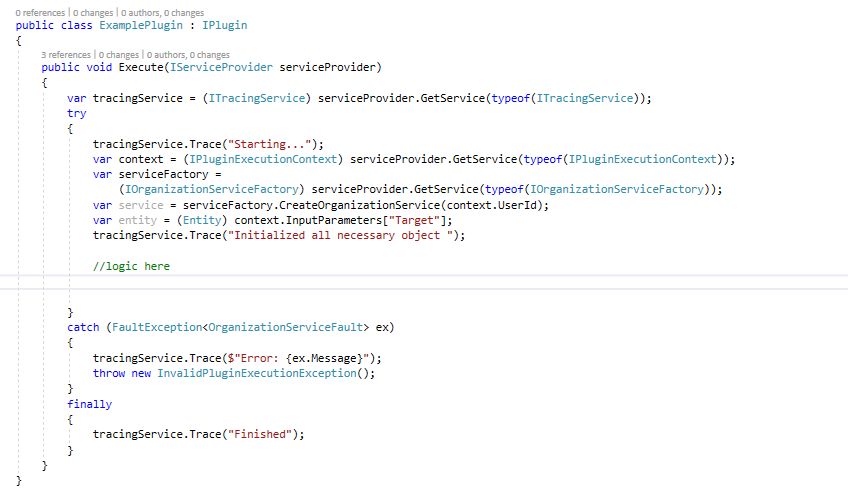 0 references | 0 changes | 0 authors, 0 changes
public class ExamplePlugin : IPlugin
{
3 references | 0 changes | 0 authors, 0 changes
public void Execute(IServiceProvider serviceProvider)
{
var tracingService = (ITracingService) serviceProvider.GetService(typeof(ITracingService));
try
{
tracingService.Trace("Starting...");
var context = (IPluginExecutionContext) serviceProvider.GetService(typeof(IPluginExecutionContext));
var serviceFactory =
(IOrganizationServiceFactory) serviceProvider.GetService(typeof(IOrganizationServiceFactory));
var service = serviceFactory.CreateOrganizationService(context.UserId);
var entity = (Entity) context.InputParameters["Target"];
tracingService.Trace("Initialized all necessary object ");
//logic here
}
catch (FaultException<OrganizationServiceFault> ex)
{
tracingService.Trace($"Error: {ex.Message}");
throw new InvalidPluginExecutionException();
}
finally
{
tracingService.Trace("Finished");
}
}
}